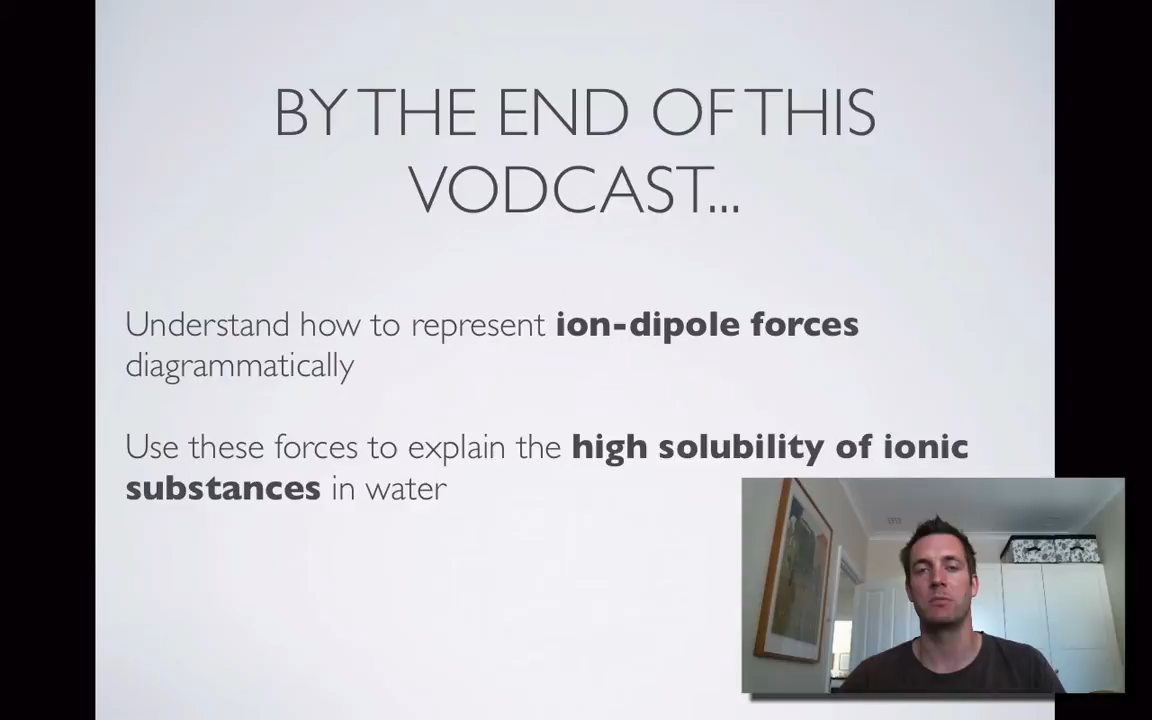 BY THE END OF THIS
VODCAST...
Understand how to represent ion-dipole forces
diagrammatically
Use these forces to explain the high solubility of ionic
substances in water